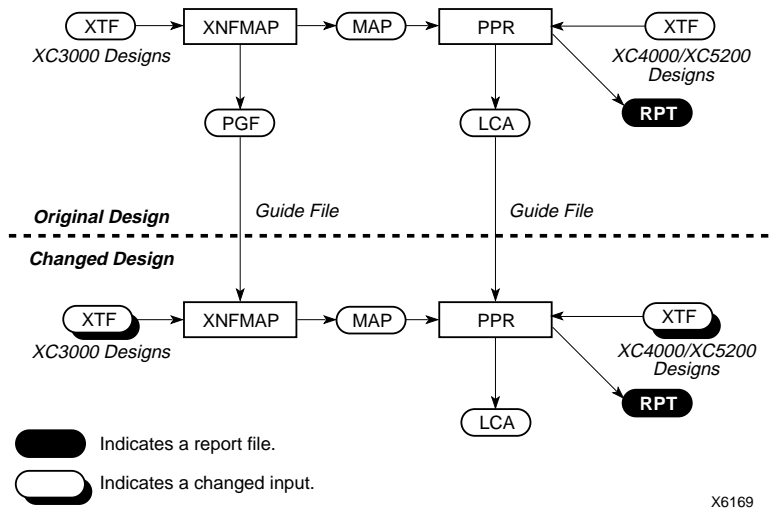 XTF
XNFMAP
MAP
PPR
XTF
XC3000 Designs
XC4000/XC5200
Designs
RPT
PGF
LCA
Original Design
Guide File
Guide File
Changed Design
XTF
XNFMAP
MAP
PPR
XTF
XC3000 Designs
XC4000/XC5200
Designs
RPT
LCA
Indicates a report file.
Indicates a changed input.
X6169